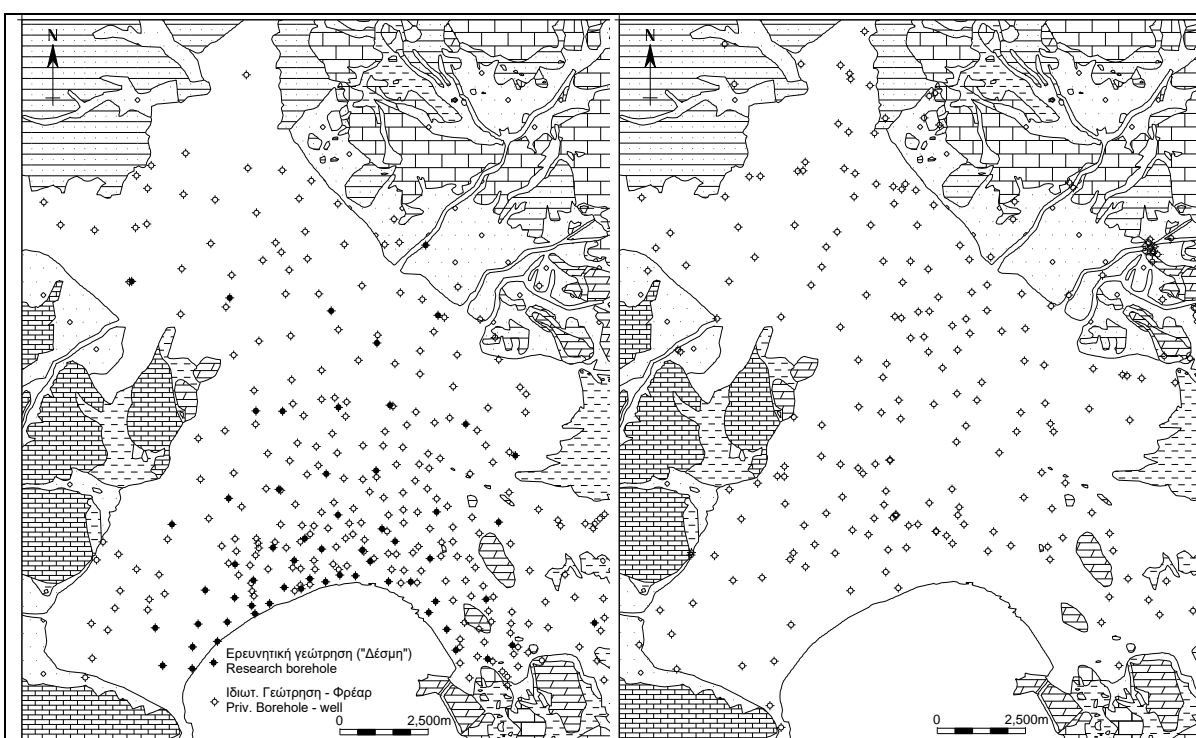 N
N
Ερευνητική γεώτρηση ("Δέσμη")
Research borehole
Ιδιωτ. Γεώτρηση - Φρέαρ
Priv. Borehole - well
0 2,500m
0 2,500m